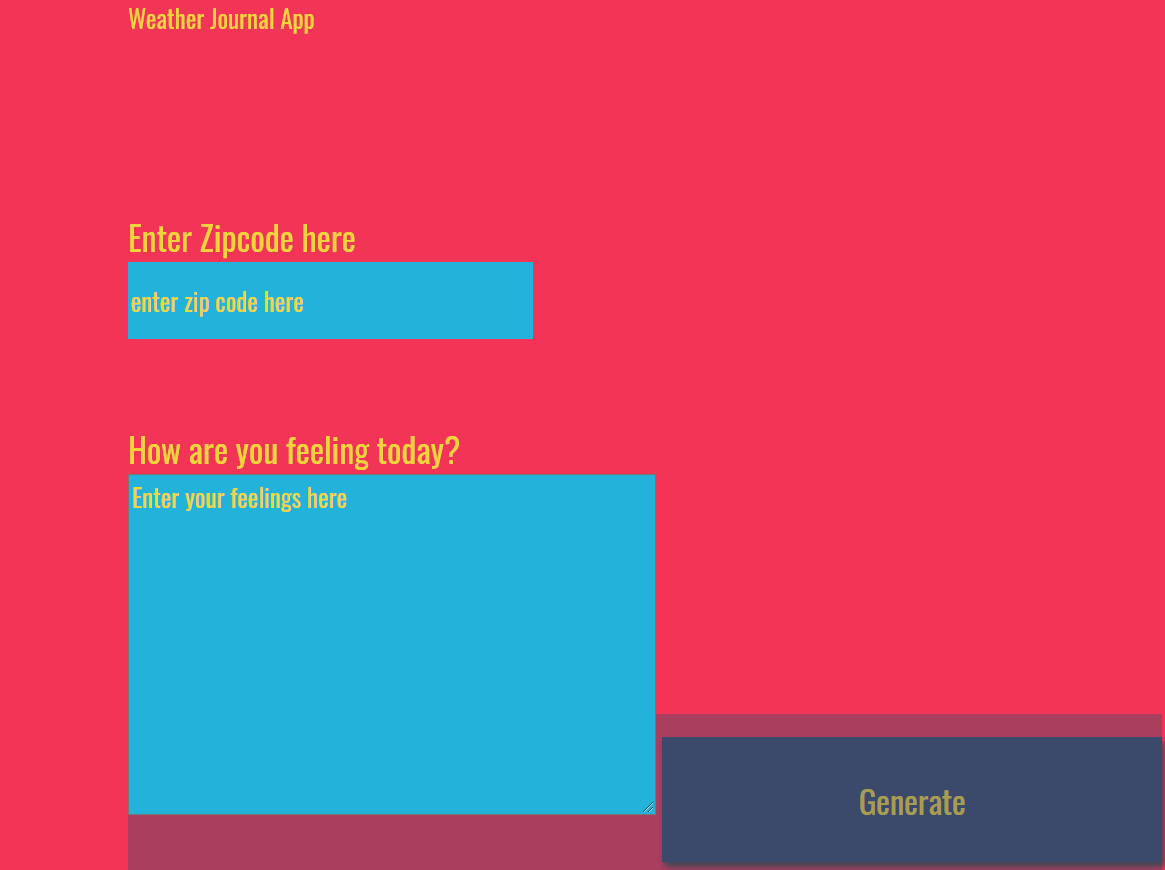 Weather Journal App
Enter Zipcode here
enter zip code here
How are you feeling today?
Enter your feelings here
Generate